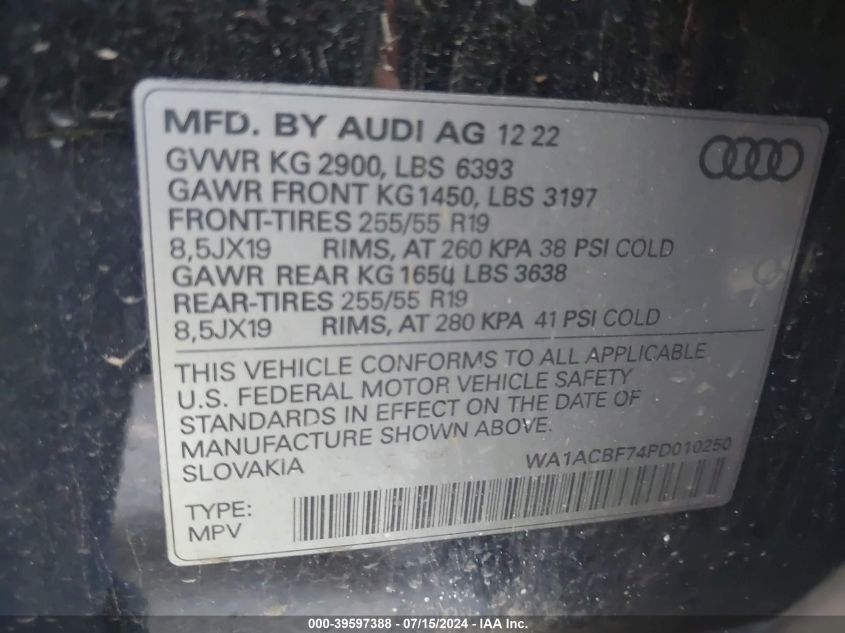 MFD. BY AUDI AG 12 22
GVWR KG 2900, LBS 6393
GAWR FRONT KG 1450, LBS 3197
FRONT-TIRES 255/55 R19
8,5JX19 RIMS, AT 260 KPA 38 PSI COLD
GAWR REAR KG 1650, LBS 3638
REAR-TIRES 255/55 R19
8,5JX19 RIMS, AT 280 KPA 41 PSI COLD
THIS VEHICLE CONFORMS TO ALL APPLICABLE
U.S. FEDERAL MOTOR VEHICLE SAFETY
STANDARDS IN EFFECT ON THE DATE OF
MANUFACTURE SHOWN ABOVE.
SLOVAKIA WA1ACBF74PD010250
TYPE:
MPV
000-39597388 - 07/15/2024 - IAA Inc.